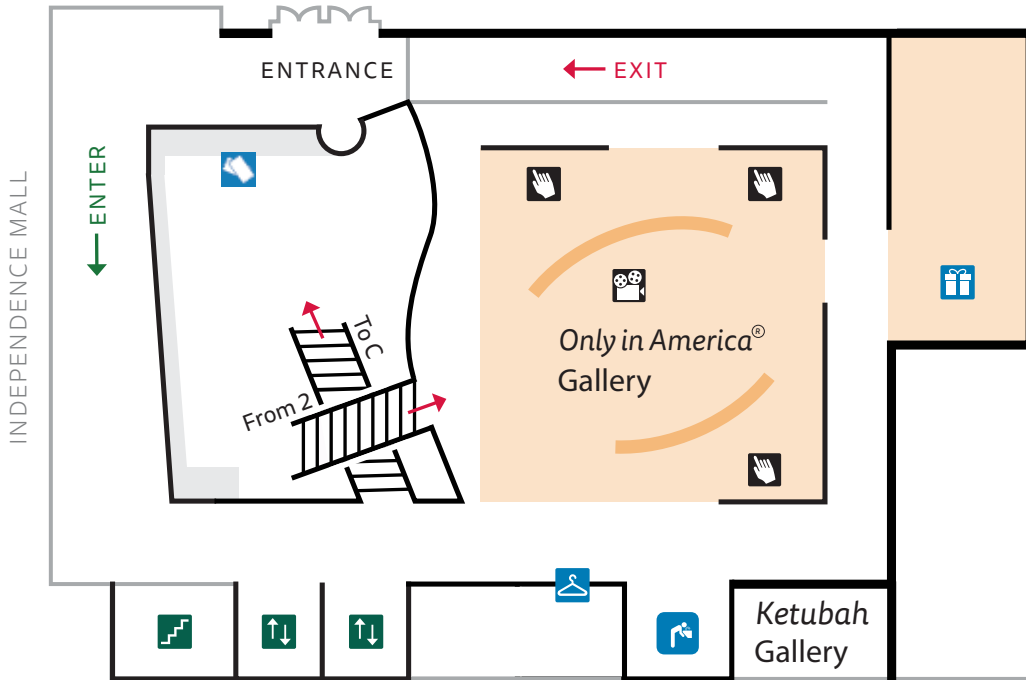 ENTRANCE
EXIT
ENTER
INDEPENDENCE MALL
To C
From 2
Only in America®
Gallery
Ketubah
Gallery